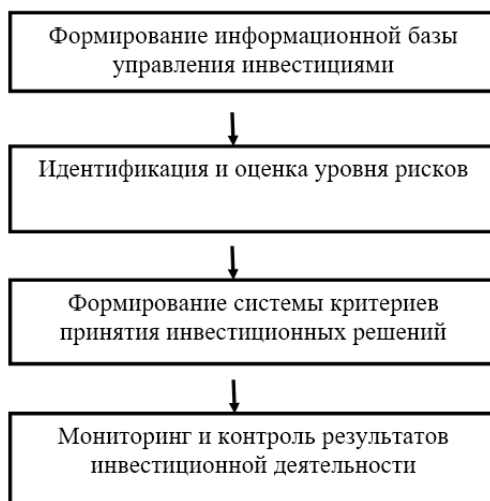 Формирование информационной базы
управления инвестициями
Идентификация и оценка уровня рисков
Формирование системы критериев
принятия инвестиционных решений
Мониторинг и контроль результатов
инвестиционной деятельности